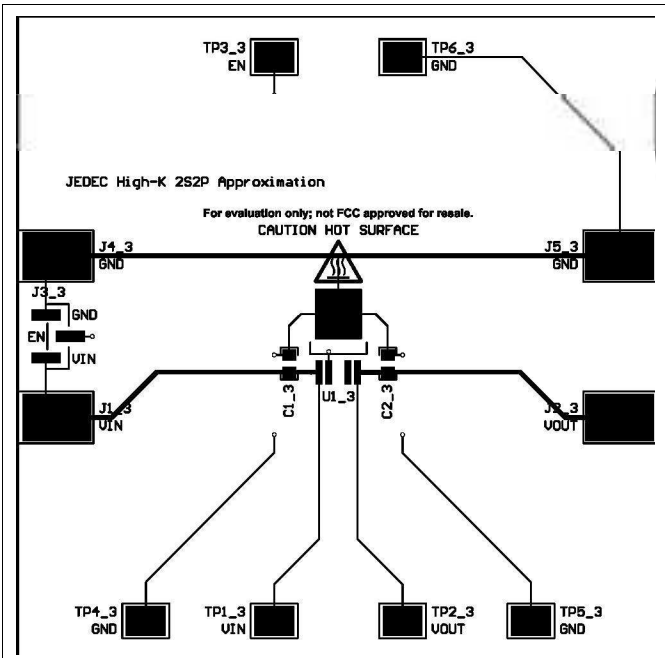 TP3_3
EN
TP6_3
GND
JEDEC High-K 2S2P Approximation
For evaluation only; not FCC approved for resale.
CAUTION HOT SURFACE
J4_3
GND
J5_3
GND
J3_3
GND
EN
VIN
C1_3
U1_3
C2_3
J1_3
VIN
J2_3
VOUT
TP4_3
GND
TP1_3
VIN
TP2_3
VOUT
TP5_3
GND